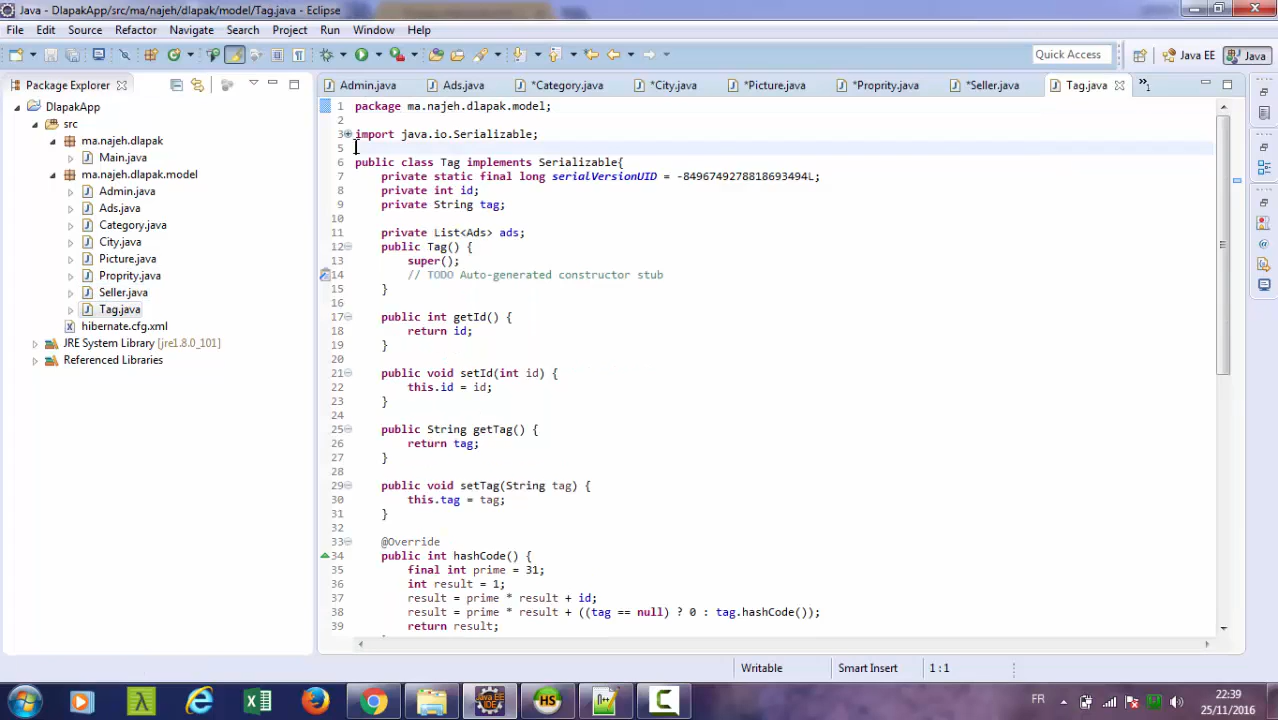 Java - DlapakApp/src/ma/najeh/dlapak/model/Tag.java - Eclipse
File Edit Source Refactor Navigate Search Project Run Window Help
Quick Access Java EE Java
Package Explorer
Admin.java Ads.java *Category.java *City.java *Picture.java *Proprity.java *Seller.java Tag.java »1
DlapakApp
src
ma.najeh.dlapak
Main.java
ma.najeh.dlapak.model
Admin.java
Ads.java
Category.java
City.java
Picture.java
Proprity.java
Seller.java
Tag.java
hibernate.cfg.xml
JRE System Library [jre1.8.0_101]
Referenced Libraries
1 package ma.najeh.dlapak.model;
2
3 import java.io.Serializable;
5
6 public class Tag implements Serializable{
7 private static final long serialVersionUID = -8496749278818693494L;
8 private int id;
9 private String tag;
10
11 private List<Ads> ads;
12 public Tag() {
13 super();
14 // TODO Auto-generated constructor stub
15 }
16
17 public int getId() {
18 return id;
19 }
20
21 public void setId(int id) {
22 this.id = id;
23 }
24
25 public String getTag() {
26 return tag;
27 }
28
29 public void setTag(String tag) {
30 this.tag = tag;
31 }
32
33 @Override
34 public int hashCode() {
35 final int prime = 31;
36 int result = 1;
37 result = prime * result + id;
38 result = prime * result + ((tag == null) ? 0 : tag.hashCode());
39 return result;
Writable Smart Insert 1 : 1
HS
FR
22:39
25/11/2016